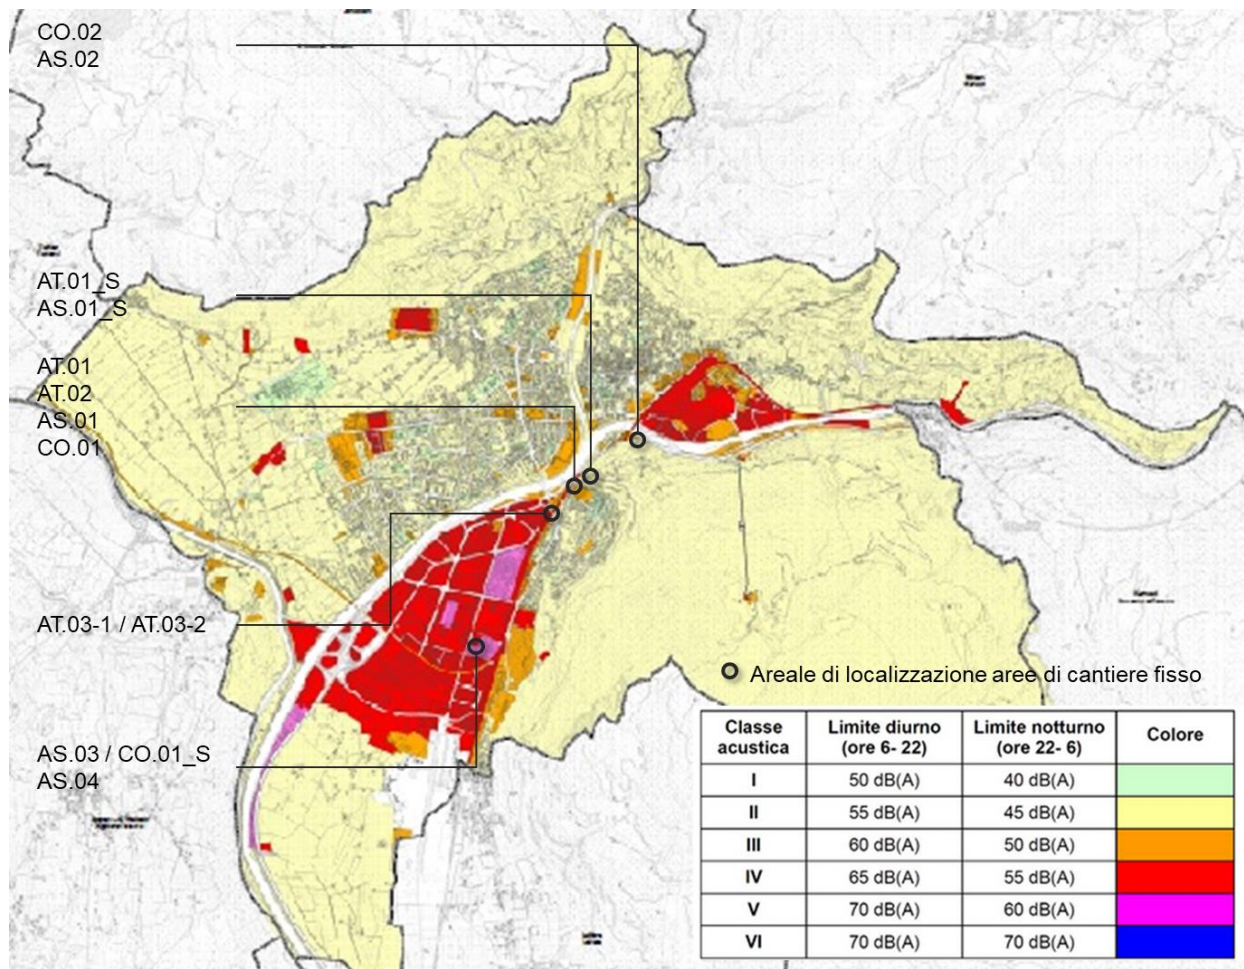 CO.02
AS.02
AT.01_S
AS.01_S
AT.01
AT.02
AS.01
CO.01
AT.03-1 / AT.03-2
AS.03 / CO.01_S
AS.04
Areale di localizzazione aree di cantiere fisso
Classe acustica Limite diurno (ore 6- 22) Limite notturno (ore 22- 6) Colore
I 50 dB(A) 40 dB(A)
II 55 dB(A) 45 dB(A)
III 60 dB(A) 50 dB(A)
IV 65 dB(A) 55 dB(A)
V 70 dB(A) 60 dB(A)
VI 70 dB(A) 70 dB(A)